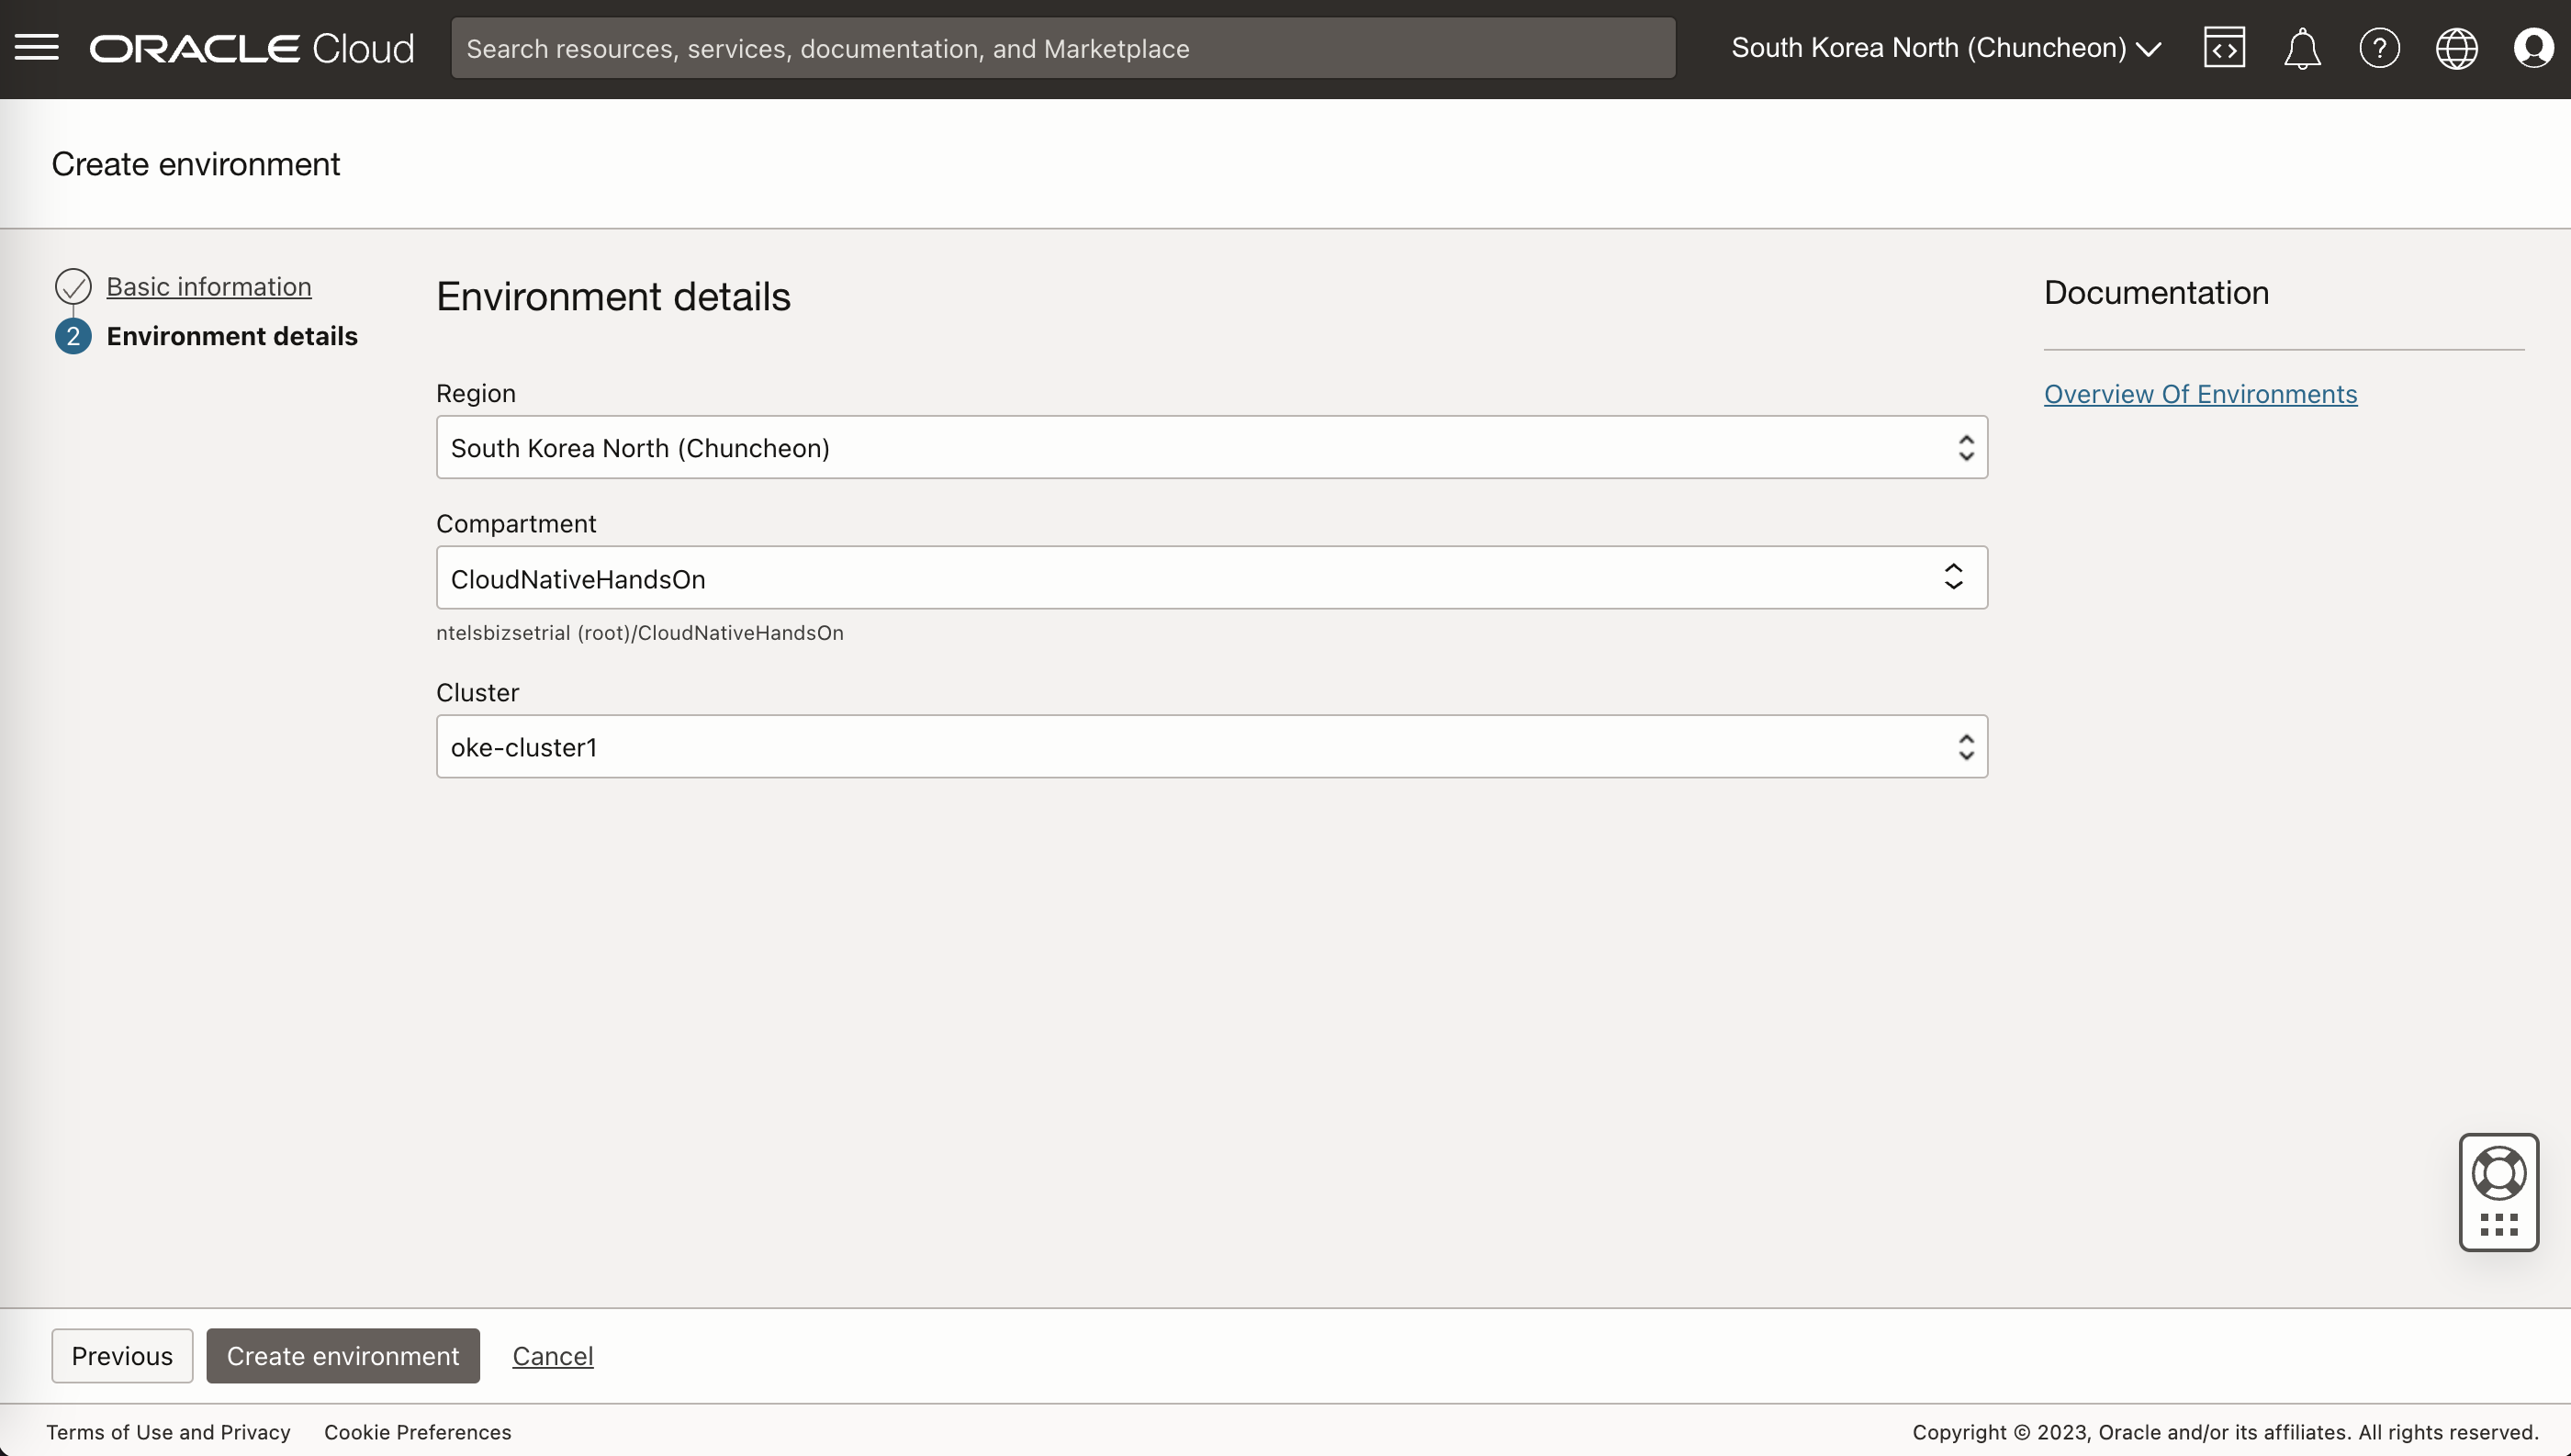 ORACLE Cloud
Search resources, services, documentation, and Marketplace
South Korea North (Chuncheon)
Create environment
Basic information
2 Environment details
Environment details
Region
South Korea North (Chuncheon)
Compartment
CloudNativeHandsOn
ntelsbizsetrial (root)/CloudNativeHandsOn
Cluster
oke-cluster1
Documentation
Overview Of Environments
Previous
Create environment
Cancel
Terms of Use and Privacy
Cookie Preferences
Copyright © 2023, Oracle and/or its affiliates. All rights reserved.